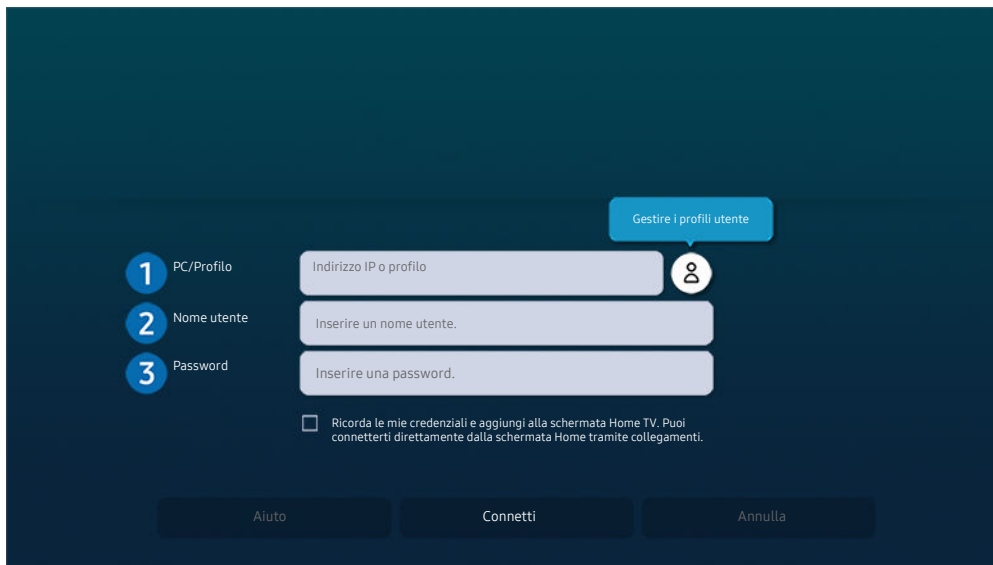 Gestire i profili utente
1 PC/Profilo Indirizzo IP o profilo
2 Nome utente Inserire un nome utente.
3 Password Inserire una password.
Ricorda le mie credenziali e aggiungi alla schermata Home TV. Puoi
connetterti direttamente dalla schermata Home tramite collegamenti.
Aiuto Connetti Annulla